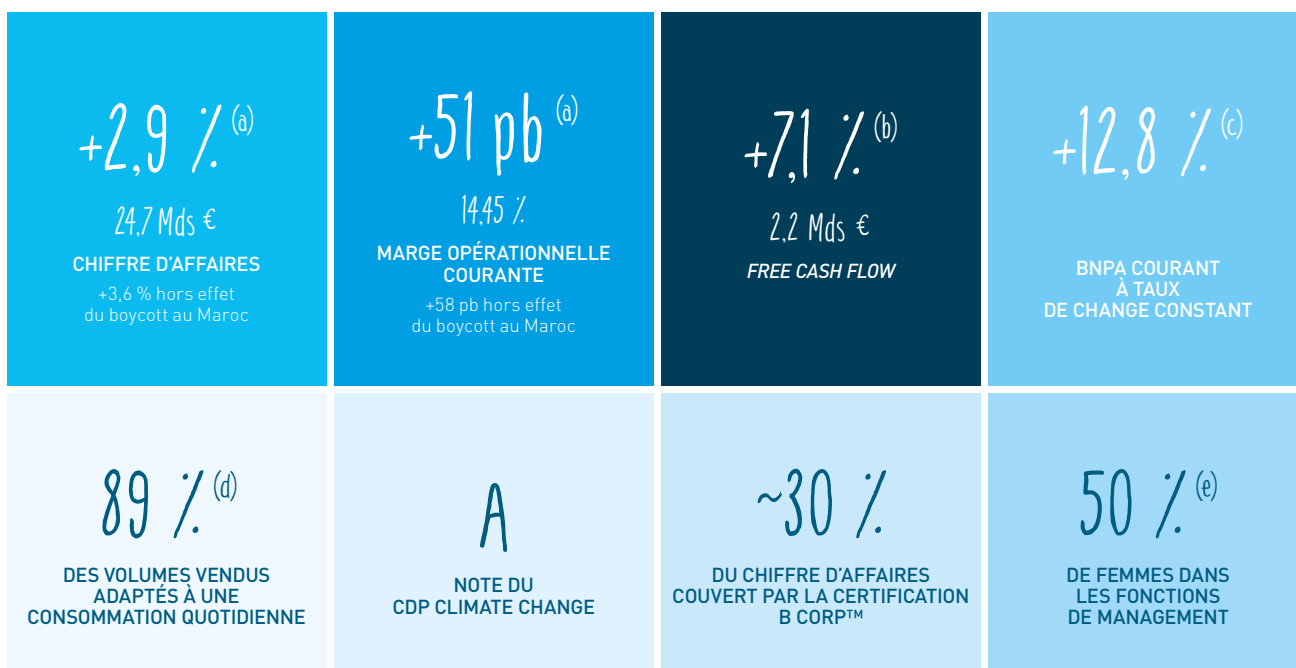 +2,9 % (a)
24,7 Mds €
CHIFFRE D'AFFAIRES
+3,6 % hors effet
du boycott au Maroc
+51 pb (a)
14,45 %
MARGE OPÉRATIONNELLE
COURANTE
+58 pb hors effet
du boycott au Maroc
+7,1 % (b)
2,2 Mds €
FREE CASH FLOW
+12,8 % (c)
BNPA COURANT
À TAUX
DE CHANGE CONSTANT
89 % (d)
DES VOLUMES VENDUS
ADAPTÉS À UNE
CONSOMMATION QUOTIDIENNE
A
NOTE DU
CDP CLIMATE CHANGE
~30 %
DU CHIFFRE D'AFFAIRES
COUVERT PAR LA CERTIFICATION
B CORP™
50 % (e)
DE FEMMES DANS
LES FONCTIONS
DE MANAGEMENT